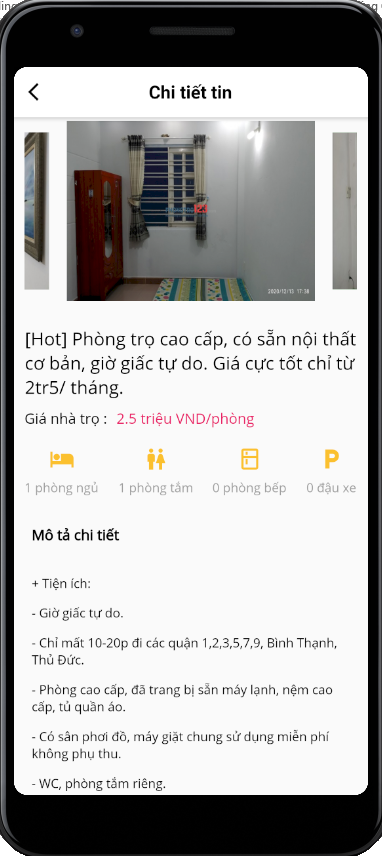 Chi tiết tin
2020/12/13 17:38
[Hot] Phòng trọ cao cấp, có sẵn nội thất
cơ bản, giờ giấc tự do. Giá cực tốt chỉ từ
2tr5/ tháng.
Giá nhà trọ : 2.5 triệu VND/phòng
1 phòng ngủ 1 phòng tắm 0 phòng bếp 0 đậu xe
Mô tả chi tiết
+ Tiện ích:
- Giờ giấc tự do.
- Chỉ mất 10-20p đi các quận 1,2,3,5,7,9, Bình Thạnh,
Thủ Đức.
- Phòng cao cấp, đã trang bị sẵn máy lạnh, nệm cao
cấp, tủ quần áo.
- Có sân phơi đồ, máy giặt chung sử dụng miễn phí
không phụ thu.
- WC, phòng tắm riêng.